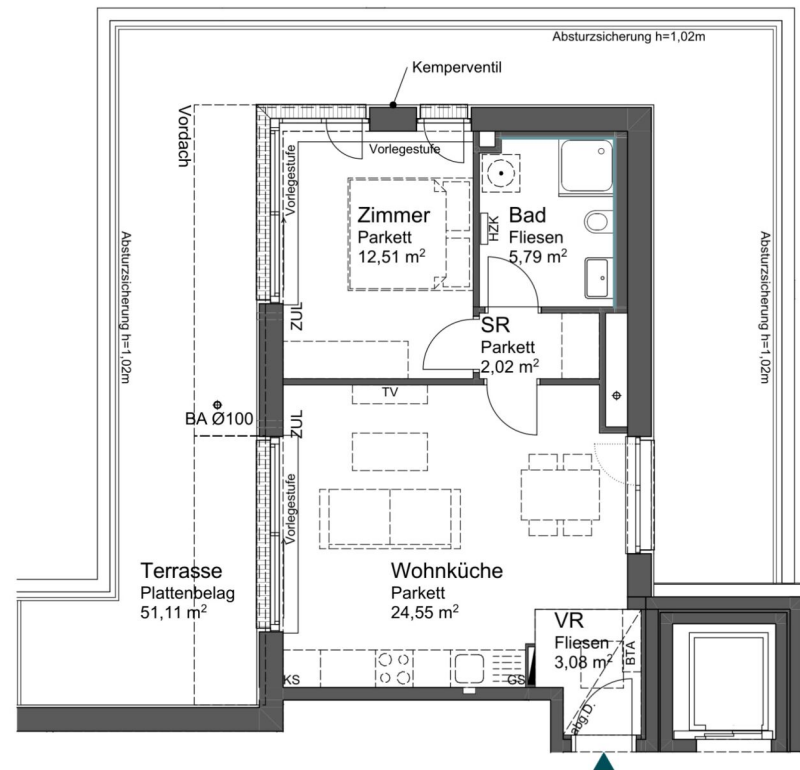 Absturzsicherung h=1,02m
Kemperventil
Vordach
Vorlegestufe
Vorlegestufe
Zimmer
Parkett
12,51 m²
HZK
Bad
Fliesen
5,79 m²
Absturzsicherung h=1,02m
Absturzsicherung h=1,02m
ZUL
SR
Parkett
2,02 m²
TV
BA Ø100
ZUL
Vorlegestufe
Terrasse
Plattenbelag
51,11 m²
Wohnküche
Parkett
24,55 m²
VR
Fliesen
3,08 m²
BTA
KS
GS
abg.D.